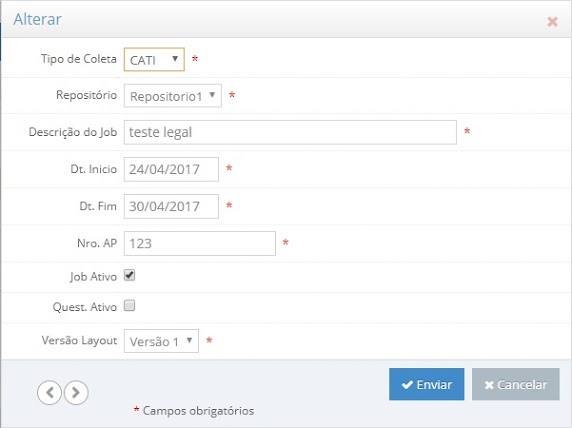 Alterar
Tipo de Coleta CATI *
Repositório Repositorio1 *
Descrição do Job teste legal *
Dt. Inicio 24/04/2017 *
Dt. Fim 30/04/2017 *
Nro. AP 123 *
Job Ativo
Quest. Ativo
Versão Layout Versão 1 *
Enviar Cancelar
* Campos obrigatórios